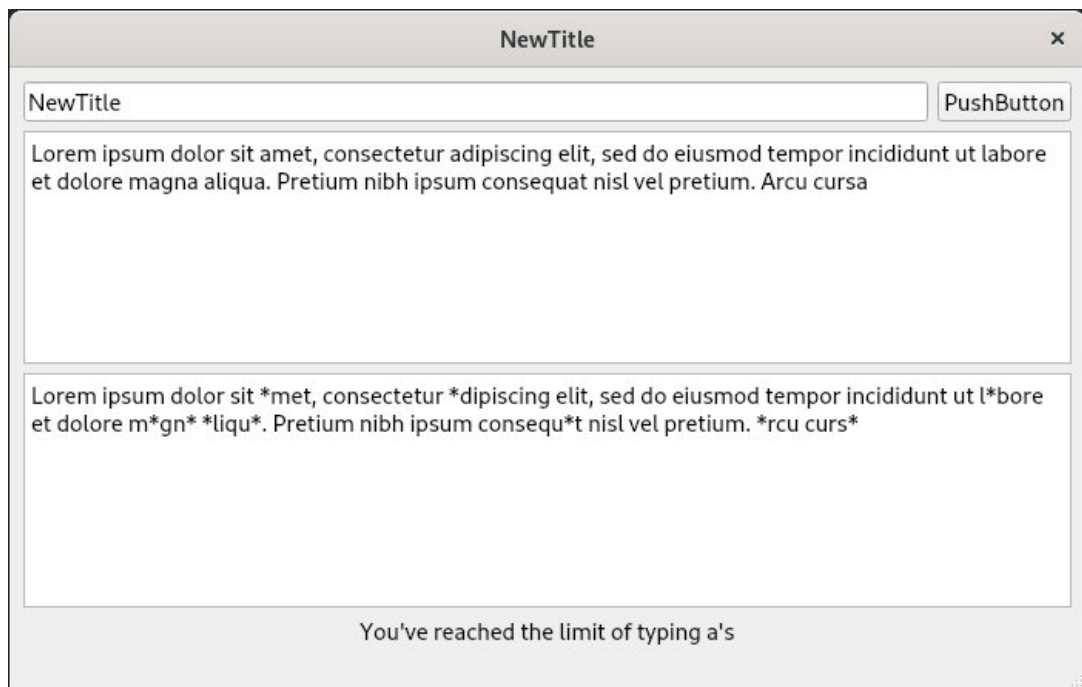 NewTitle
×
NewTitle
PushButton
Lorem ipsum dolor sit amet, consectetur adipiscing elit, sed do eiusmod tempor incididunt ut labore
et dolore magna aliqua. Pretium nibh ipsum consequat nisl vel pretium. Arcu cursa
Lorem ipsum dolor sit *met, consectetur *dipiscing elit, sed do eiusmod tempor incididunt ut l*bore
et dolore m*gn* *liqu*. Pretium nibh ipsum consequ*t nisl vel pretium. *rcu curs*
You've reached the limit of typing a's